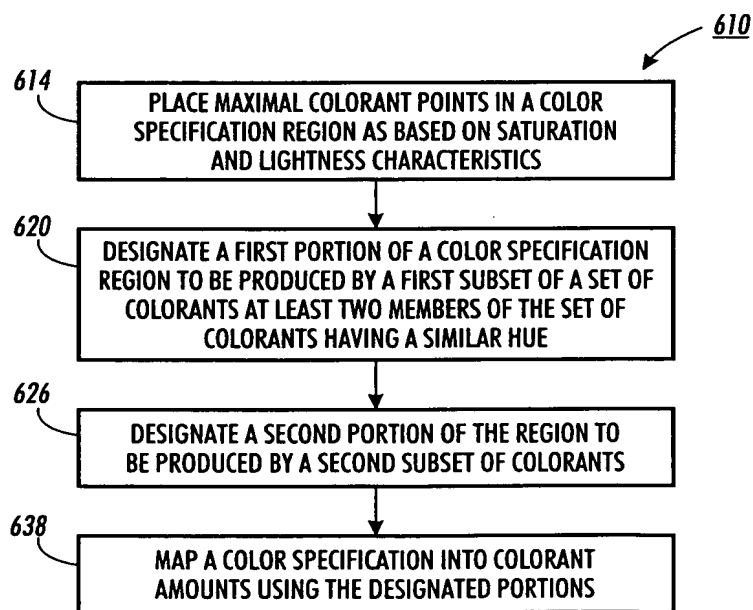 610
614
PLACE MAXIMAL COLORANT POINTS IN A COLOR
SPECIFICATION REGION AS BASED ON SATURATION
AND LIGHTNESS CHARACTERISTICS
620
DESIGNATE A FIRST PORTION OF A COLOR SPECIFICATION
REGION TO BE PRODUCED BY A FIRST SUBSET OF A SET OF
COLORANTS AT LEAST TWO MEMBERS OF THE SET OF
COLORANTS HAVING A SIMILAR HUE
626
DESIGNATE A SECOND PORTION OF THE REGION TO
BE PRODUCED BY A SECOND SUBSET OF COLORANTS
638
MAP A COLOR SPECIFICATION INTO COLORANT
AMOUNTS USING THE DESIGNATED PORTIONS